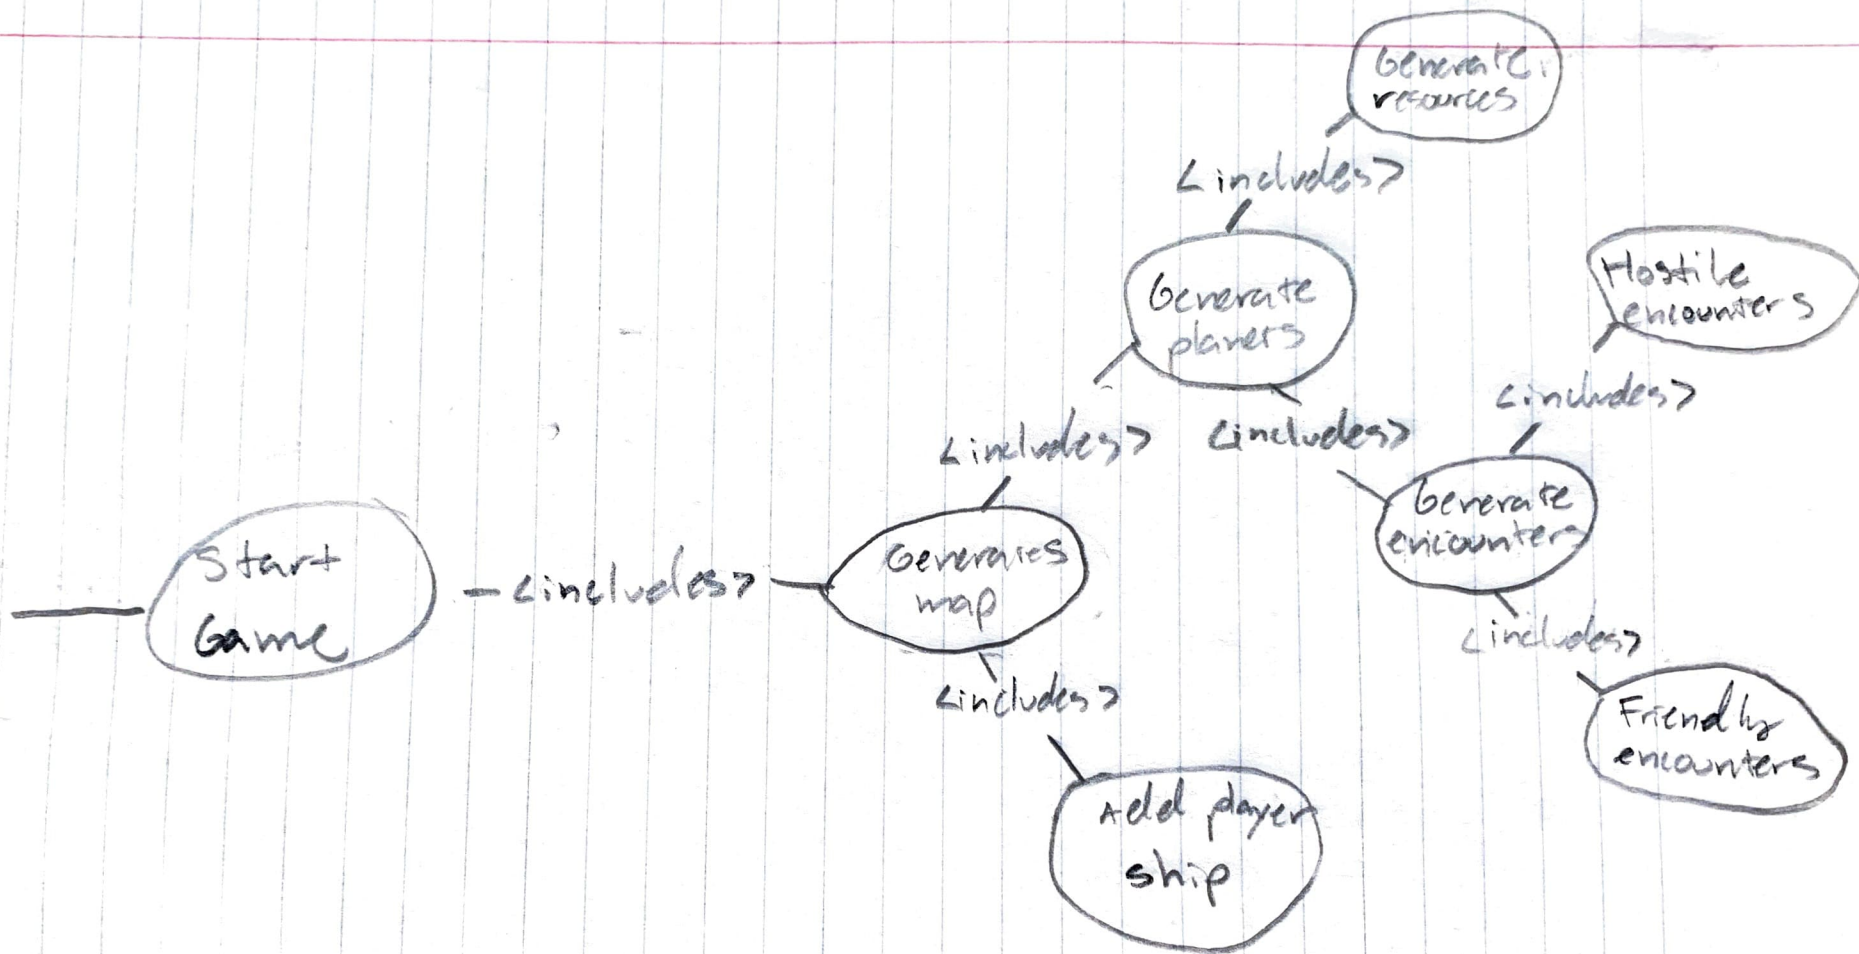 Generate
resources
<includes>
Generate
planets
Hostile
encounters
<includes>
<includes>
<includes>
Generate
encounters
Start
Game
<includes>
Generates
map
<includes>
<includes>
Friendly
encounters
Add player
ship